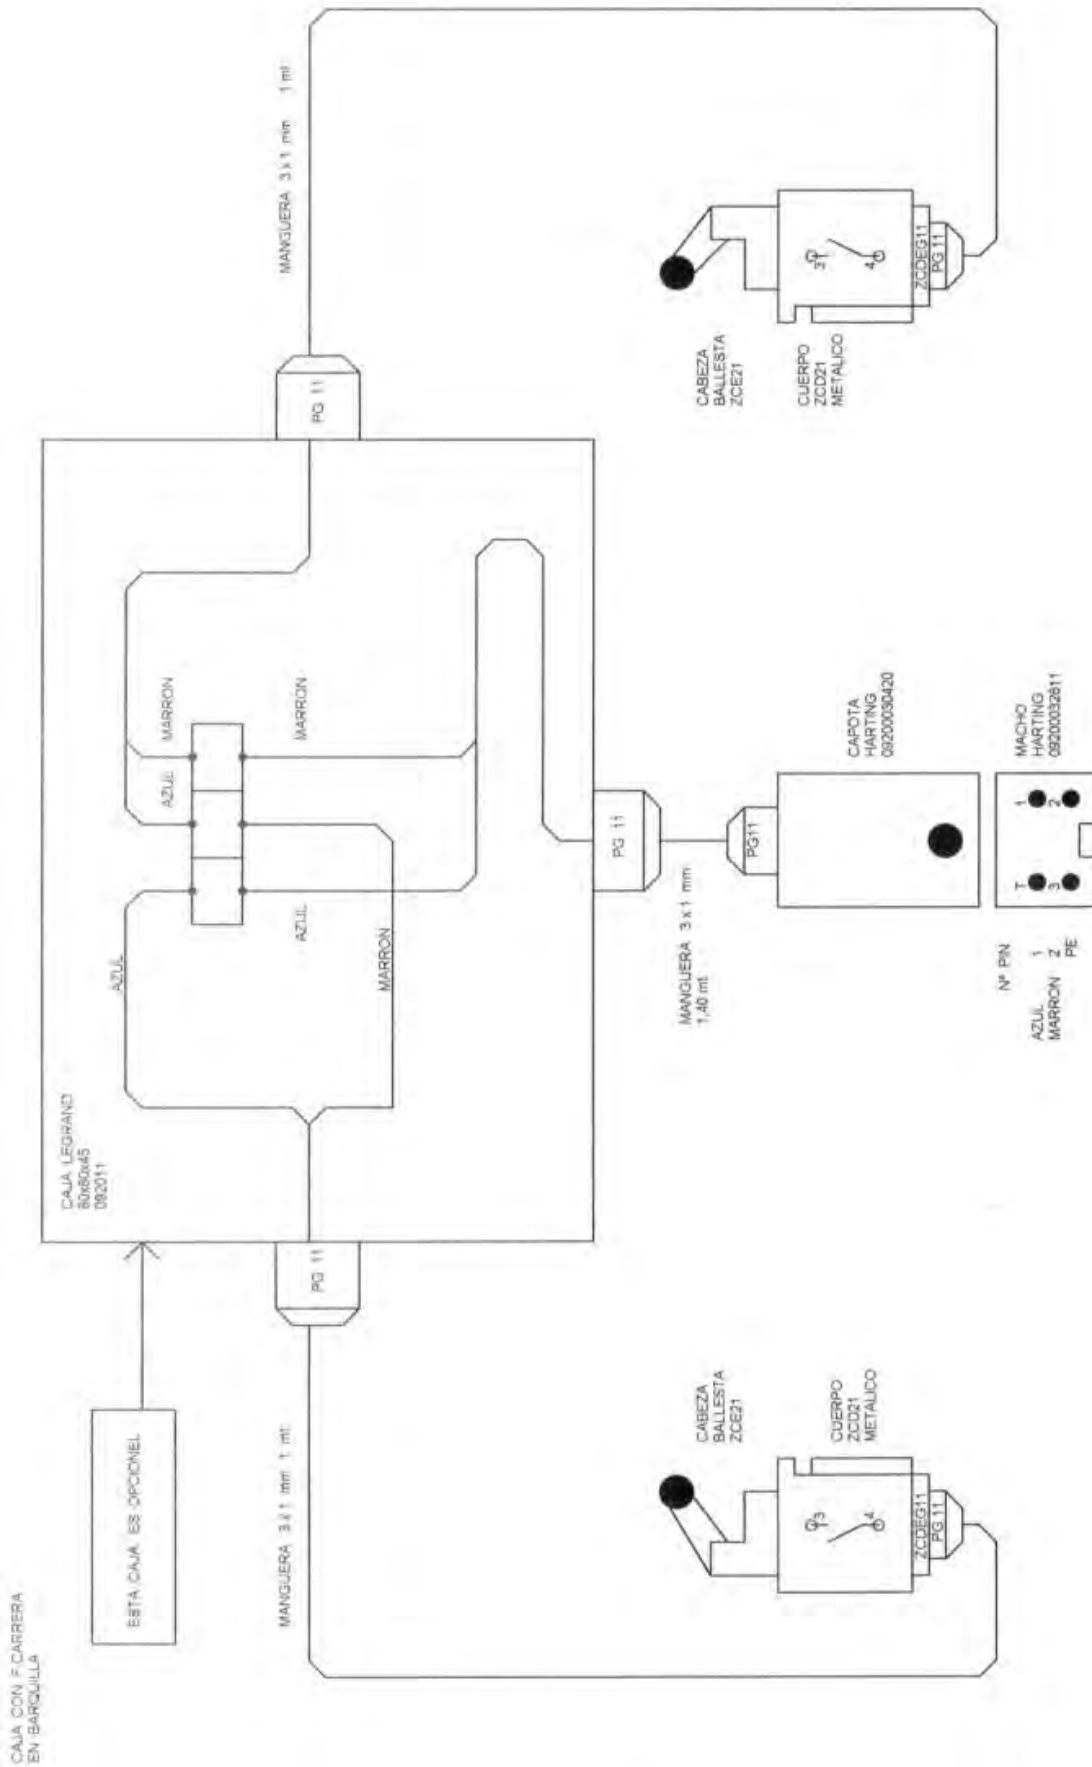 CAJA CON F.CARRERA
EN BARQUILLA
ESTA CAJA ES OPCIONEL
CAJA LEGRAND
80x80x45
092011
AZUL
AZUL
MARRON
AZUL
MARRON
MARRON
PG 11
PG 11
PG 11
MANGUERA 3x1 mm 1 mt
MANGUERA 3x1 mm 1 mt
CABEZA
BALLESTA
ZCE21
CUERPO
ZCD21
METALICO
3
4
ZCDEG11
PG 11
MANGUERA 3x1 mm
1,40 mt
PG11
CAPOTA
HARTING
09200030420
Nº PIN
AZUL 1
MARRON 2
PE
T 1
3 2
MACHO
HARTING
09200032611
CABEZA
BALLESTA
ZCE21
CUERPO
ZCD21
METALICO
3
4
ZCDEG11
PG 11